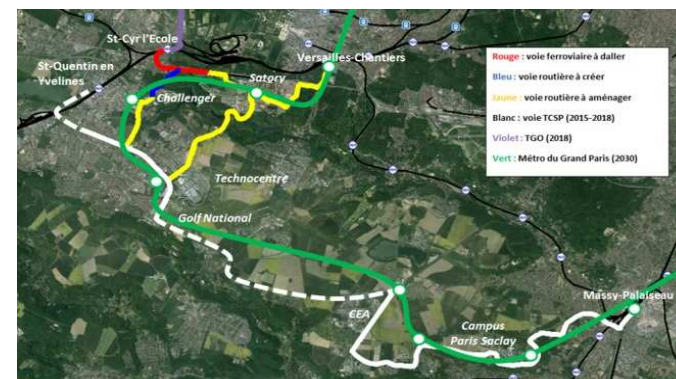 St-Cyr l'Ecole
St-Quentin en
Yvelines
Versailles-Chantiers
Satory
Challenger
Rouge : voie ferroviaire à daller
Bleu : voie routière à créer
Jaune : voie routière à aménager
Blanc : voie TCSP (2015-2018)
Violet : TGO (2018)
Vert : Métro du Grand Paris (2030)
Technocentre
Golf National
CEA
Massy-Palaiseau
Campus
Paris Saclay